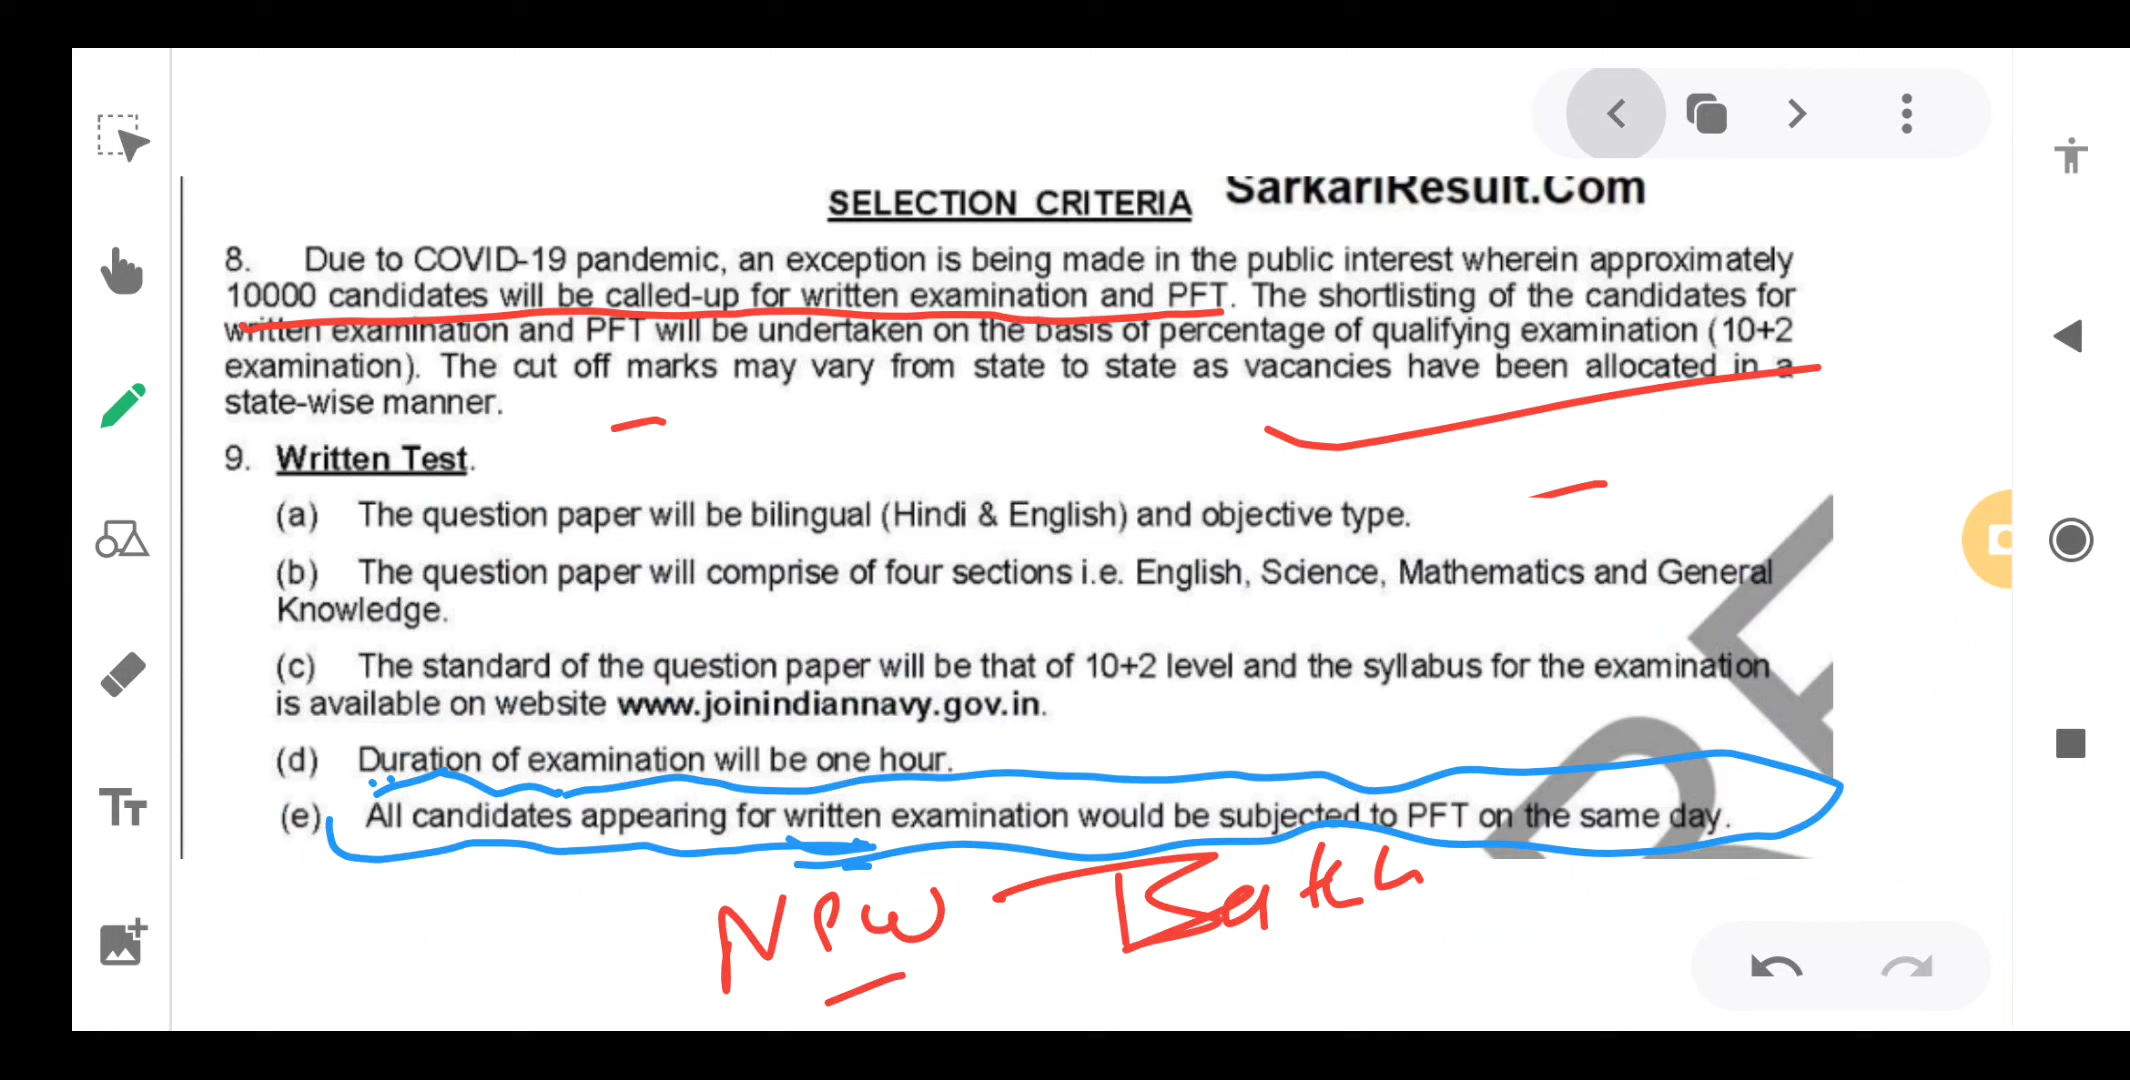 SELECTION CRITERIA SarkariResult.Com
8. Due to COVID-19 pandemic, an exception is being made in the public interest wherein approximately
10000 candidates will be called-up for written examination and PFT. The shortlisting of the candidates for
written examination and PFT will be undertaken on the basis of percentage of qualifying examination (10+2
examination). The cut off marks may vary from state to state as vacancies have been allocated in a
state-wise manner.
9. Written Test.
(a) The question paper will be bilingual (Hindi & English) and objective type.
(b) The question paper will comprise of four sections i.e. English, Science, Mathematics and General
Knowledge.
(c) The standard of the question paper will be that of 10+2 level and the syllabus for the examination
is available on website www.joinindiannavy.gov.in.
(d) Duration of examination will be one hour.
(e) All candidates appearing for written examination would be subjected to PFT on the same day.
New Batch
Tт